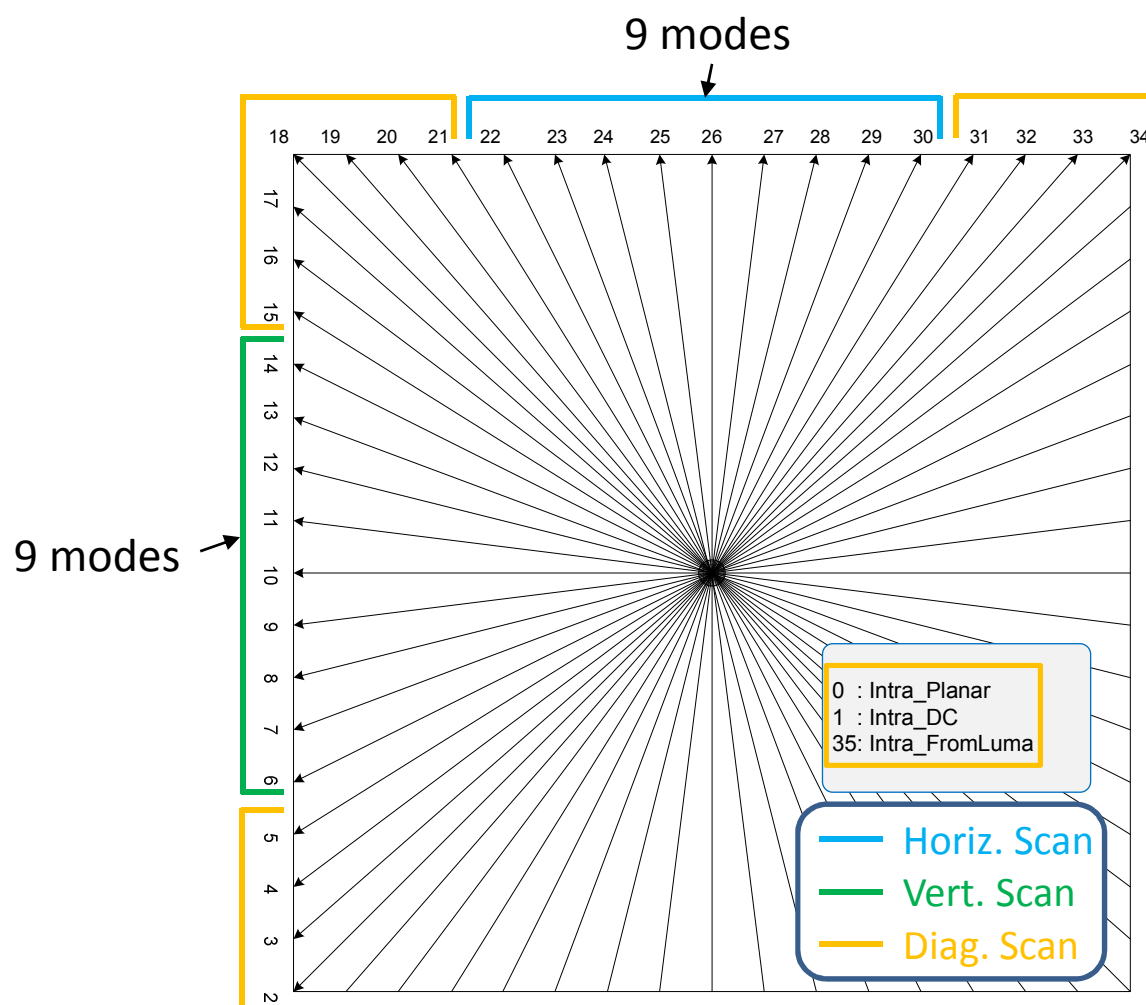 9 modes
18 19 20 21 22 23 24 25 26 27 28 29 30 31 32 33 34
17
16
15
14
13
12
11
9 modes
10
9
8
7
6
5
4
3
2
0 : Intra_Planar
1 : Intra_DC
35: Intra_FromLuma
Horiz. Scan
Vert. Scan
Diag. Scan